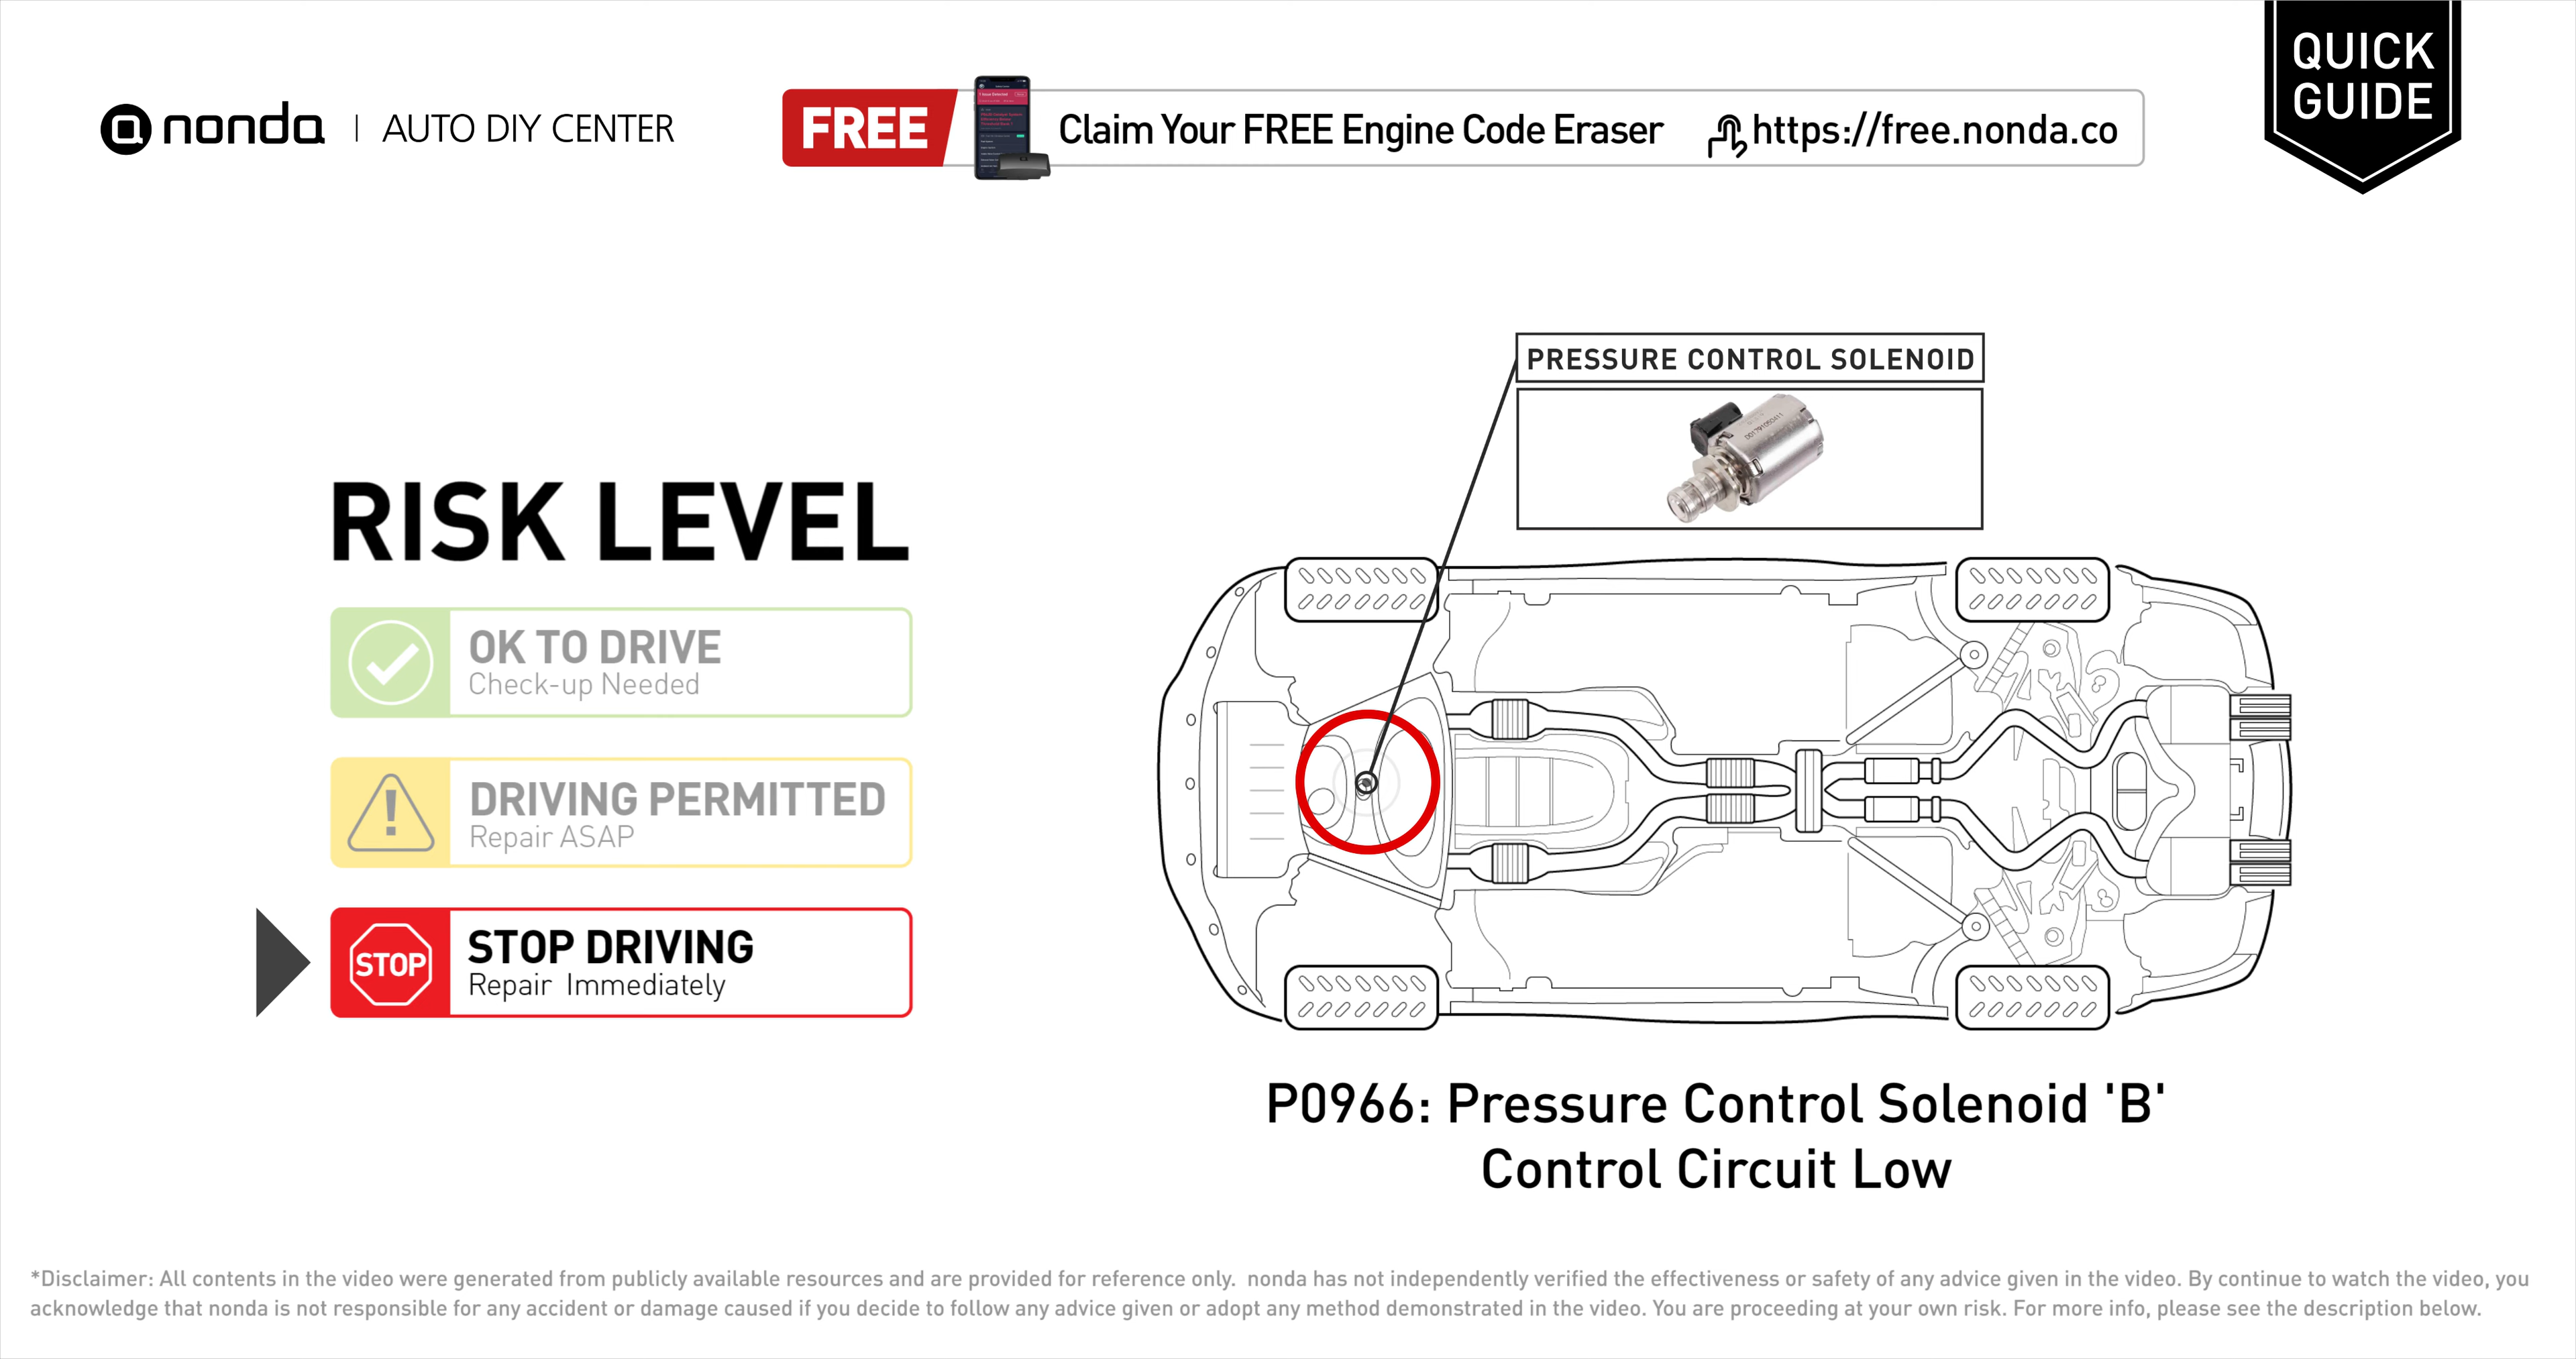 nonda | AUTO DIY CENTER
FREE
Claim Your FREE Engine Code Eraser
https://free.nonda.co
QUICK
GUIDE
PRESSURE CONTROL SOLENOID
RISK LEVEL
OK TO DRIVE
Check-up Needed
DRIVING PERMITTED
Repair ASAP
STOP
STOP DRIVING
Repair Immediately
P0966: Pressure Control Solenoid 'B'
Control Circuit Low
*Disclaimer: All contents in the video were generated from publicly available resources and are provided for reference only. nonda has not independently verified the effectiveness or safety of any advice given in the video. By continue to watch the video, you
acknowledge that nonda is not responsible for any accident or damage caused if you decide to follow any advice given or adopt any method demonstrated in the video. You are proceeding at your own risk. For more info, please see the description below.